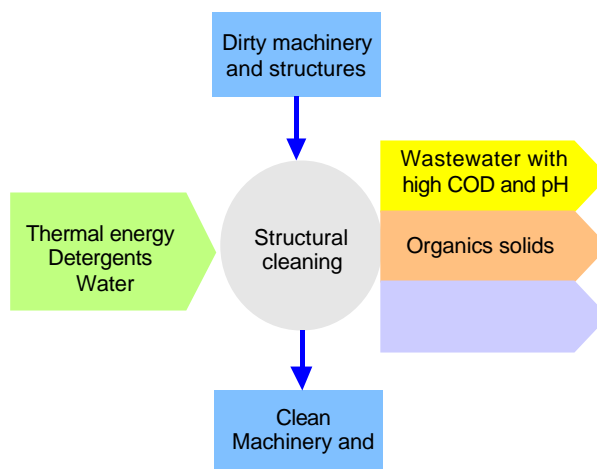 Dirty machinery
and structures
Wastewater with
high COD and pH
Thermal energy
Detergents
Water
Structural
cleaning
Organics solids
Clean
Machinery and